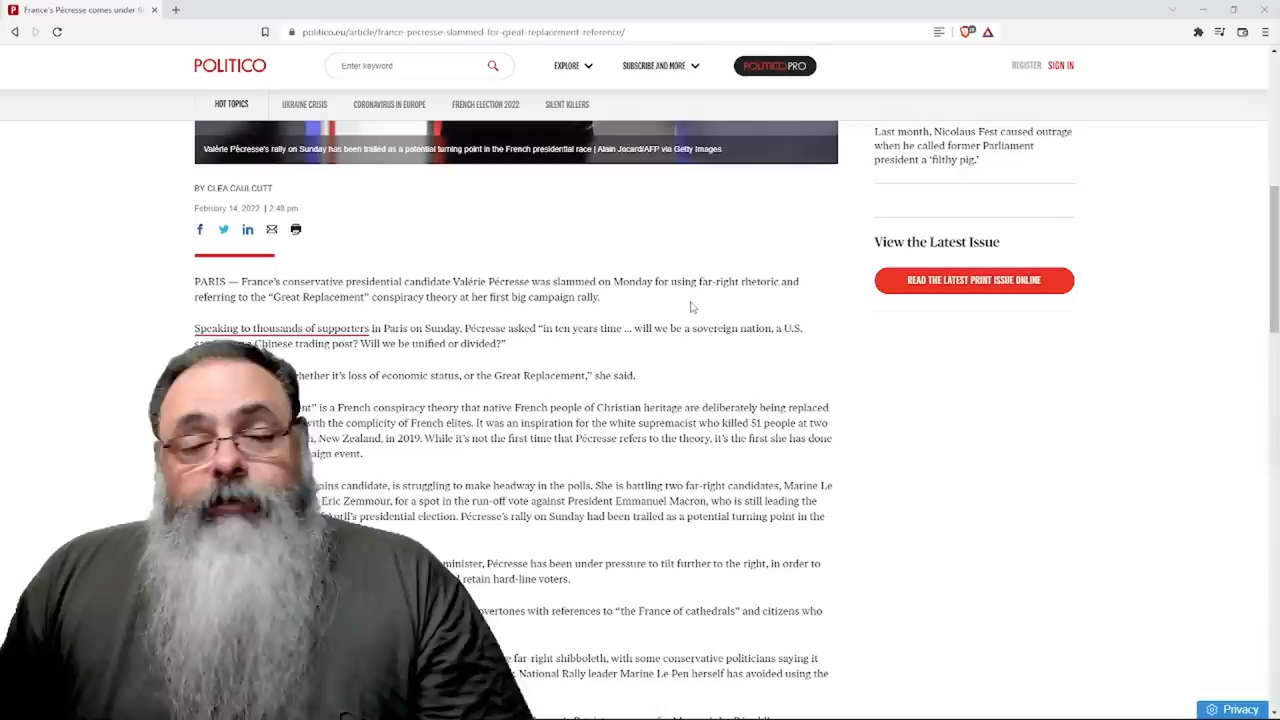 France's Pécresse comes under
politico.eu/article/france-pecresse-slammed-for-great-replacement-reference/
POLITICO
Enter keyword
EXPLORE
SUBSCRIBE AND MORE
POLITICO PRO
REGISTER SIGN IN
HOT TOPICS
UKRAINE CRISIS
CORONAVIRUS IN EUROPE
FRENCH ELECTION 2022
SILENT KILLERS
Valérie Pécresse's rally on Sunday has been trailed as a potential turning point in the French presidential race | Alain Jocard/AFP via Getty Images
BY CLEA CAULCUTT
February 14, 2022 | 2:48 pm
PARIS — France's conservative presidential candidate Valérie Pécresse was slammed on Monday for using far-right rhetoric and
referring to the “Great Replacement” conspiracy theory at her first big campaign rally.
Speaking to thousands of supporters in Paris on Sunday, Pécresse asked “in ten years time ... will we be a sovereign nation, a U.S.
Chinese trading post? Will we be unified or divided?”
whether it's loss of economic status, or the Great Replacement,” she said.
is a French conspiracy theory that native French people of Christian heritage are deliberately being replaced
with the complicity of French elites. It was an inspiration for the white supremacist who killed 51 people at two
New Zealand, in 2019. While it's not the first time that Pécresse refers to the theory, it's the first she has done
event.
candidate, is struggling to make headway in the polls. She is battling two far-right candidates, Marine Le
Eric Zemmour, for a spot in the run-off vote against President Emmanuel Macron, who is still leading the
April's presidential election. Pécresse's rally on Sunday had been trailed as a potential turning point in the
minister, Pécresse has been under pressure to tilt further to the right, in order to
retain hard-line voters.
overtones with references to “the France of cathedrals” and citizens who
far-right shibboleth, with some conservative politicians saying it
National Rally leader Marine Le Pen herself has avoided using the
Last month, Nicolaus Fest caused outrage
when he called former Parliament
president a ‘filthy pig.’
View the Latest Issue
READ THE LATEST PRINT ISSUE ONLINE
Privacy